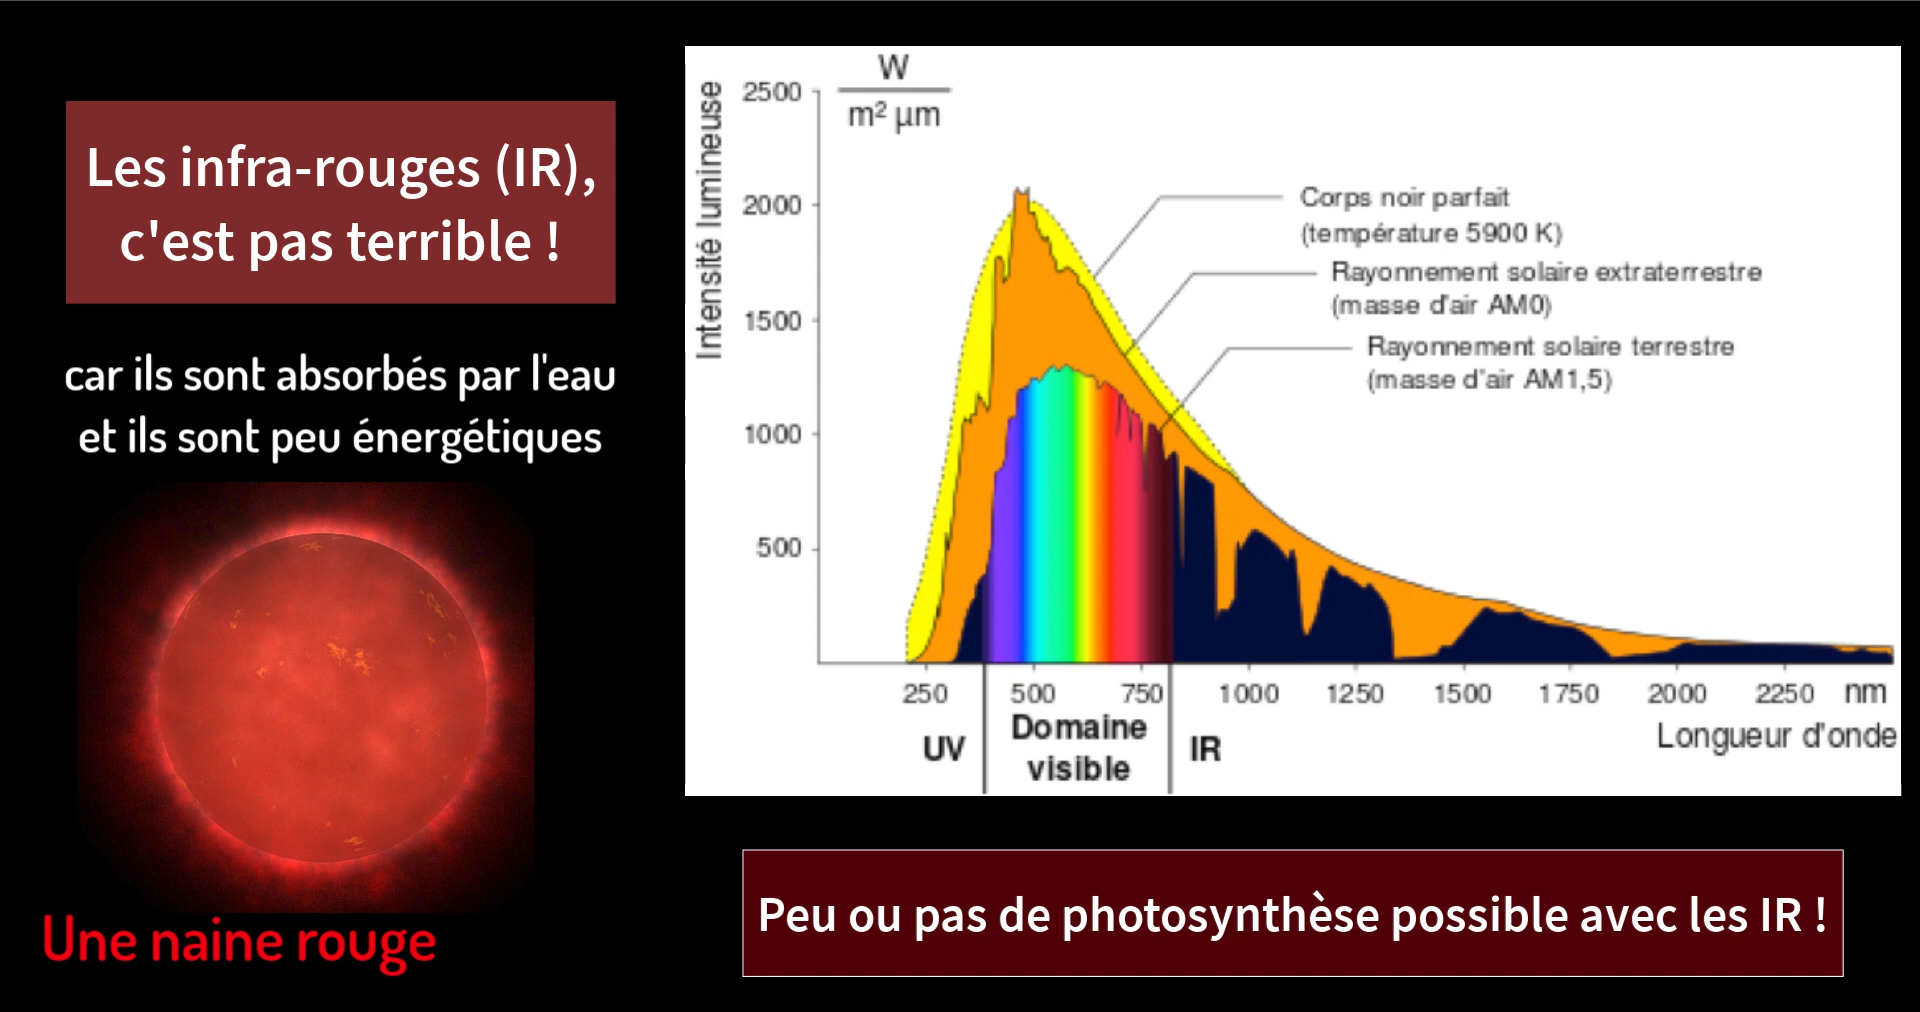 Les infra-rouges (IR),
c'est pas terrible !
car ils sont absorbés par l'eau
et ils sont peu énergétiques
Une naine rouge
W
m² µm
Intensité lumineuse
2500
2000
1500
1000
500
Corps noir parfait
(température 5900 K)
Rayonnement solaire extraterrestre
(masse d'air AM0)
Rayonnement solaire terrestre
(masse d'air AM1,5)
250 500 750 1000 1250 1500 1750 2000 2250 nm
Longueur d'onde
UV
Domaine
visible
IR
Peu ou pas de photosynthèse possible avec les IR !